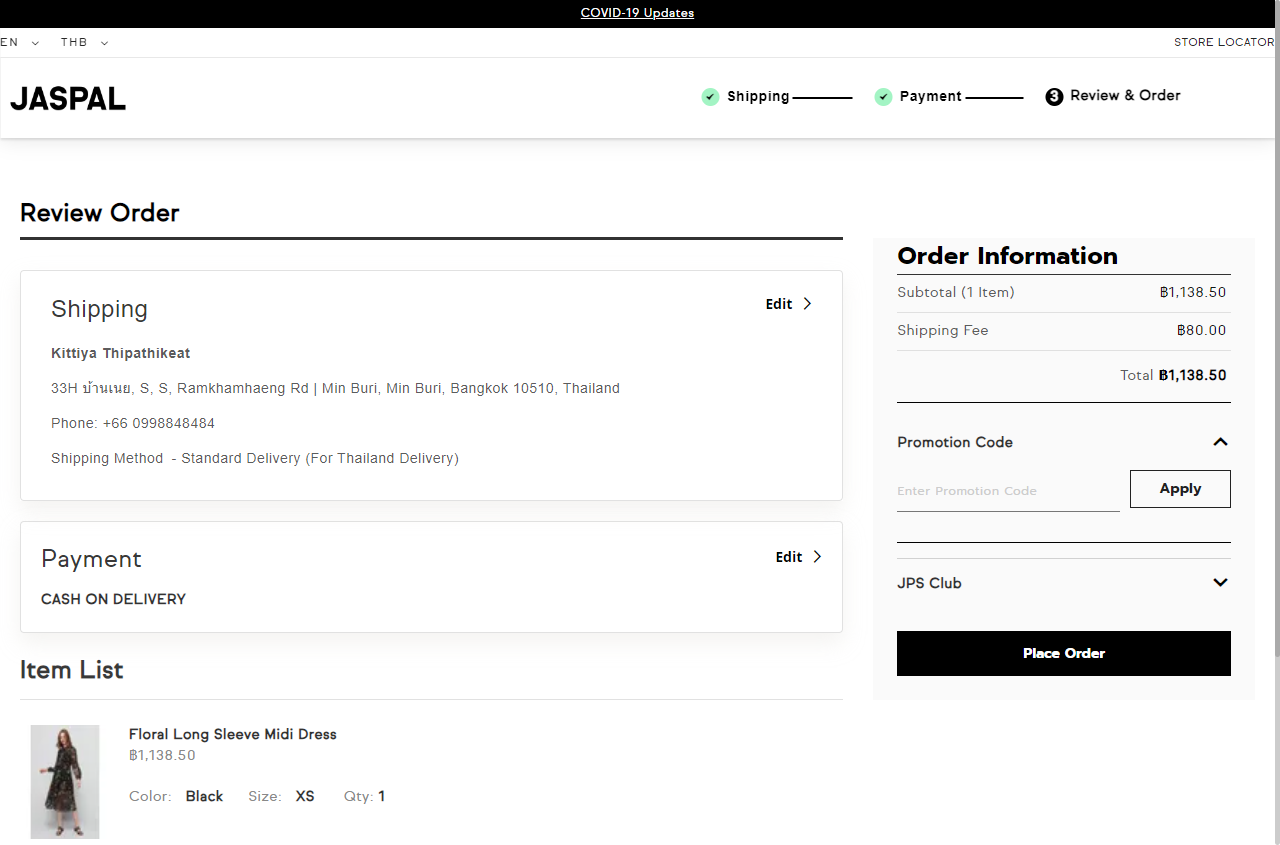 COVID-19 Updates
EN THB STORE LOCATOR
JASPAL
Shipping Payment 3 Review & Order
Review Order
Shipping Edit
Kittiya Thipathikeat
33H บ้านเนย, S, S, Ramkhamhaeng Rd | Min Buri, Min Buri, Bangkok 10510, Thailand
Phone: +66 0998848484
Shipping Method - Standard Delivery (For Thailand Delivery)
Payment Edit
CASH ON DELIVERY
Item List
Floral Long Sleeve Midi Dress
฿1,138.50
Color: Black Size: XS Qty: 1
Order Information
Subtotal (1 Item) ฿1,138.50
Shipping Fee ฿80.00
Total ฿1,138.50
Promotion Code
Enter Promotion Code Apply
JPS Club
Place Order